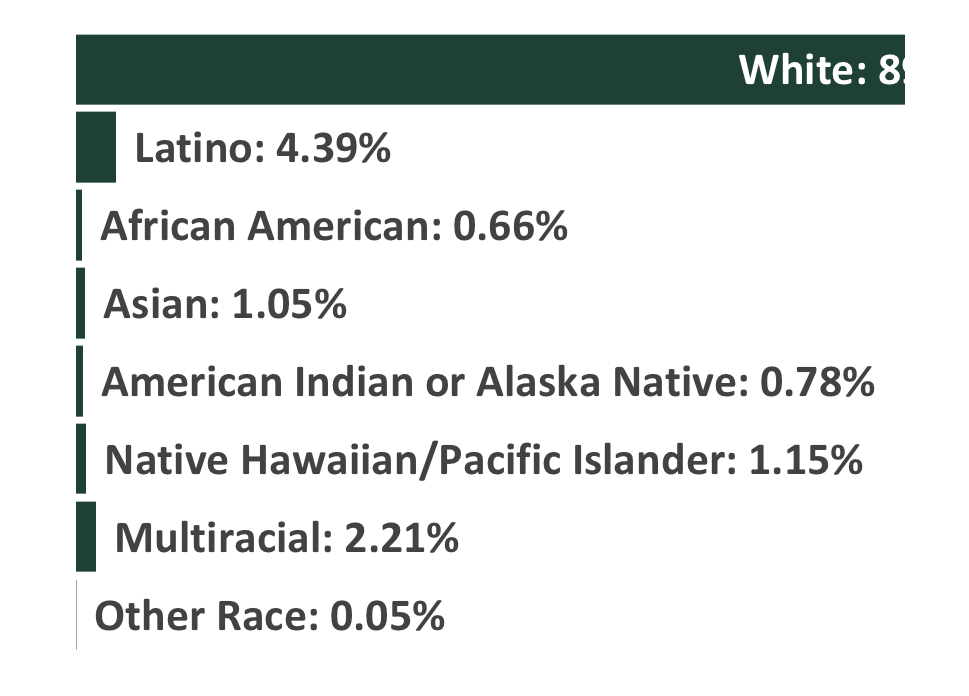 White:
Latino: 4.39%
African American: 0.66%
Asian: 1.05%
American Indian or Alaska Native: 0.78%
Native Hawaiian/Pacific Islander: 1.15%
Multiracial: 2.21%
Other Race: 0.05%